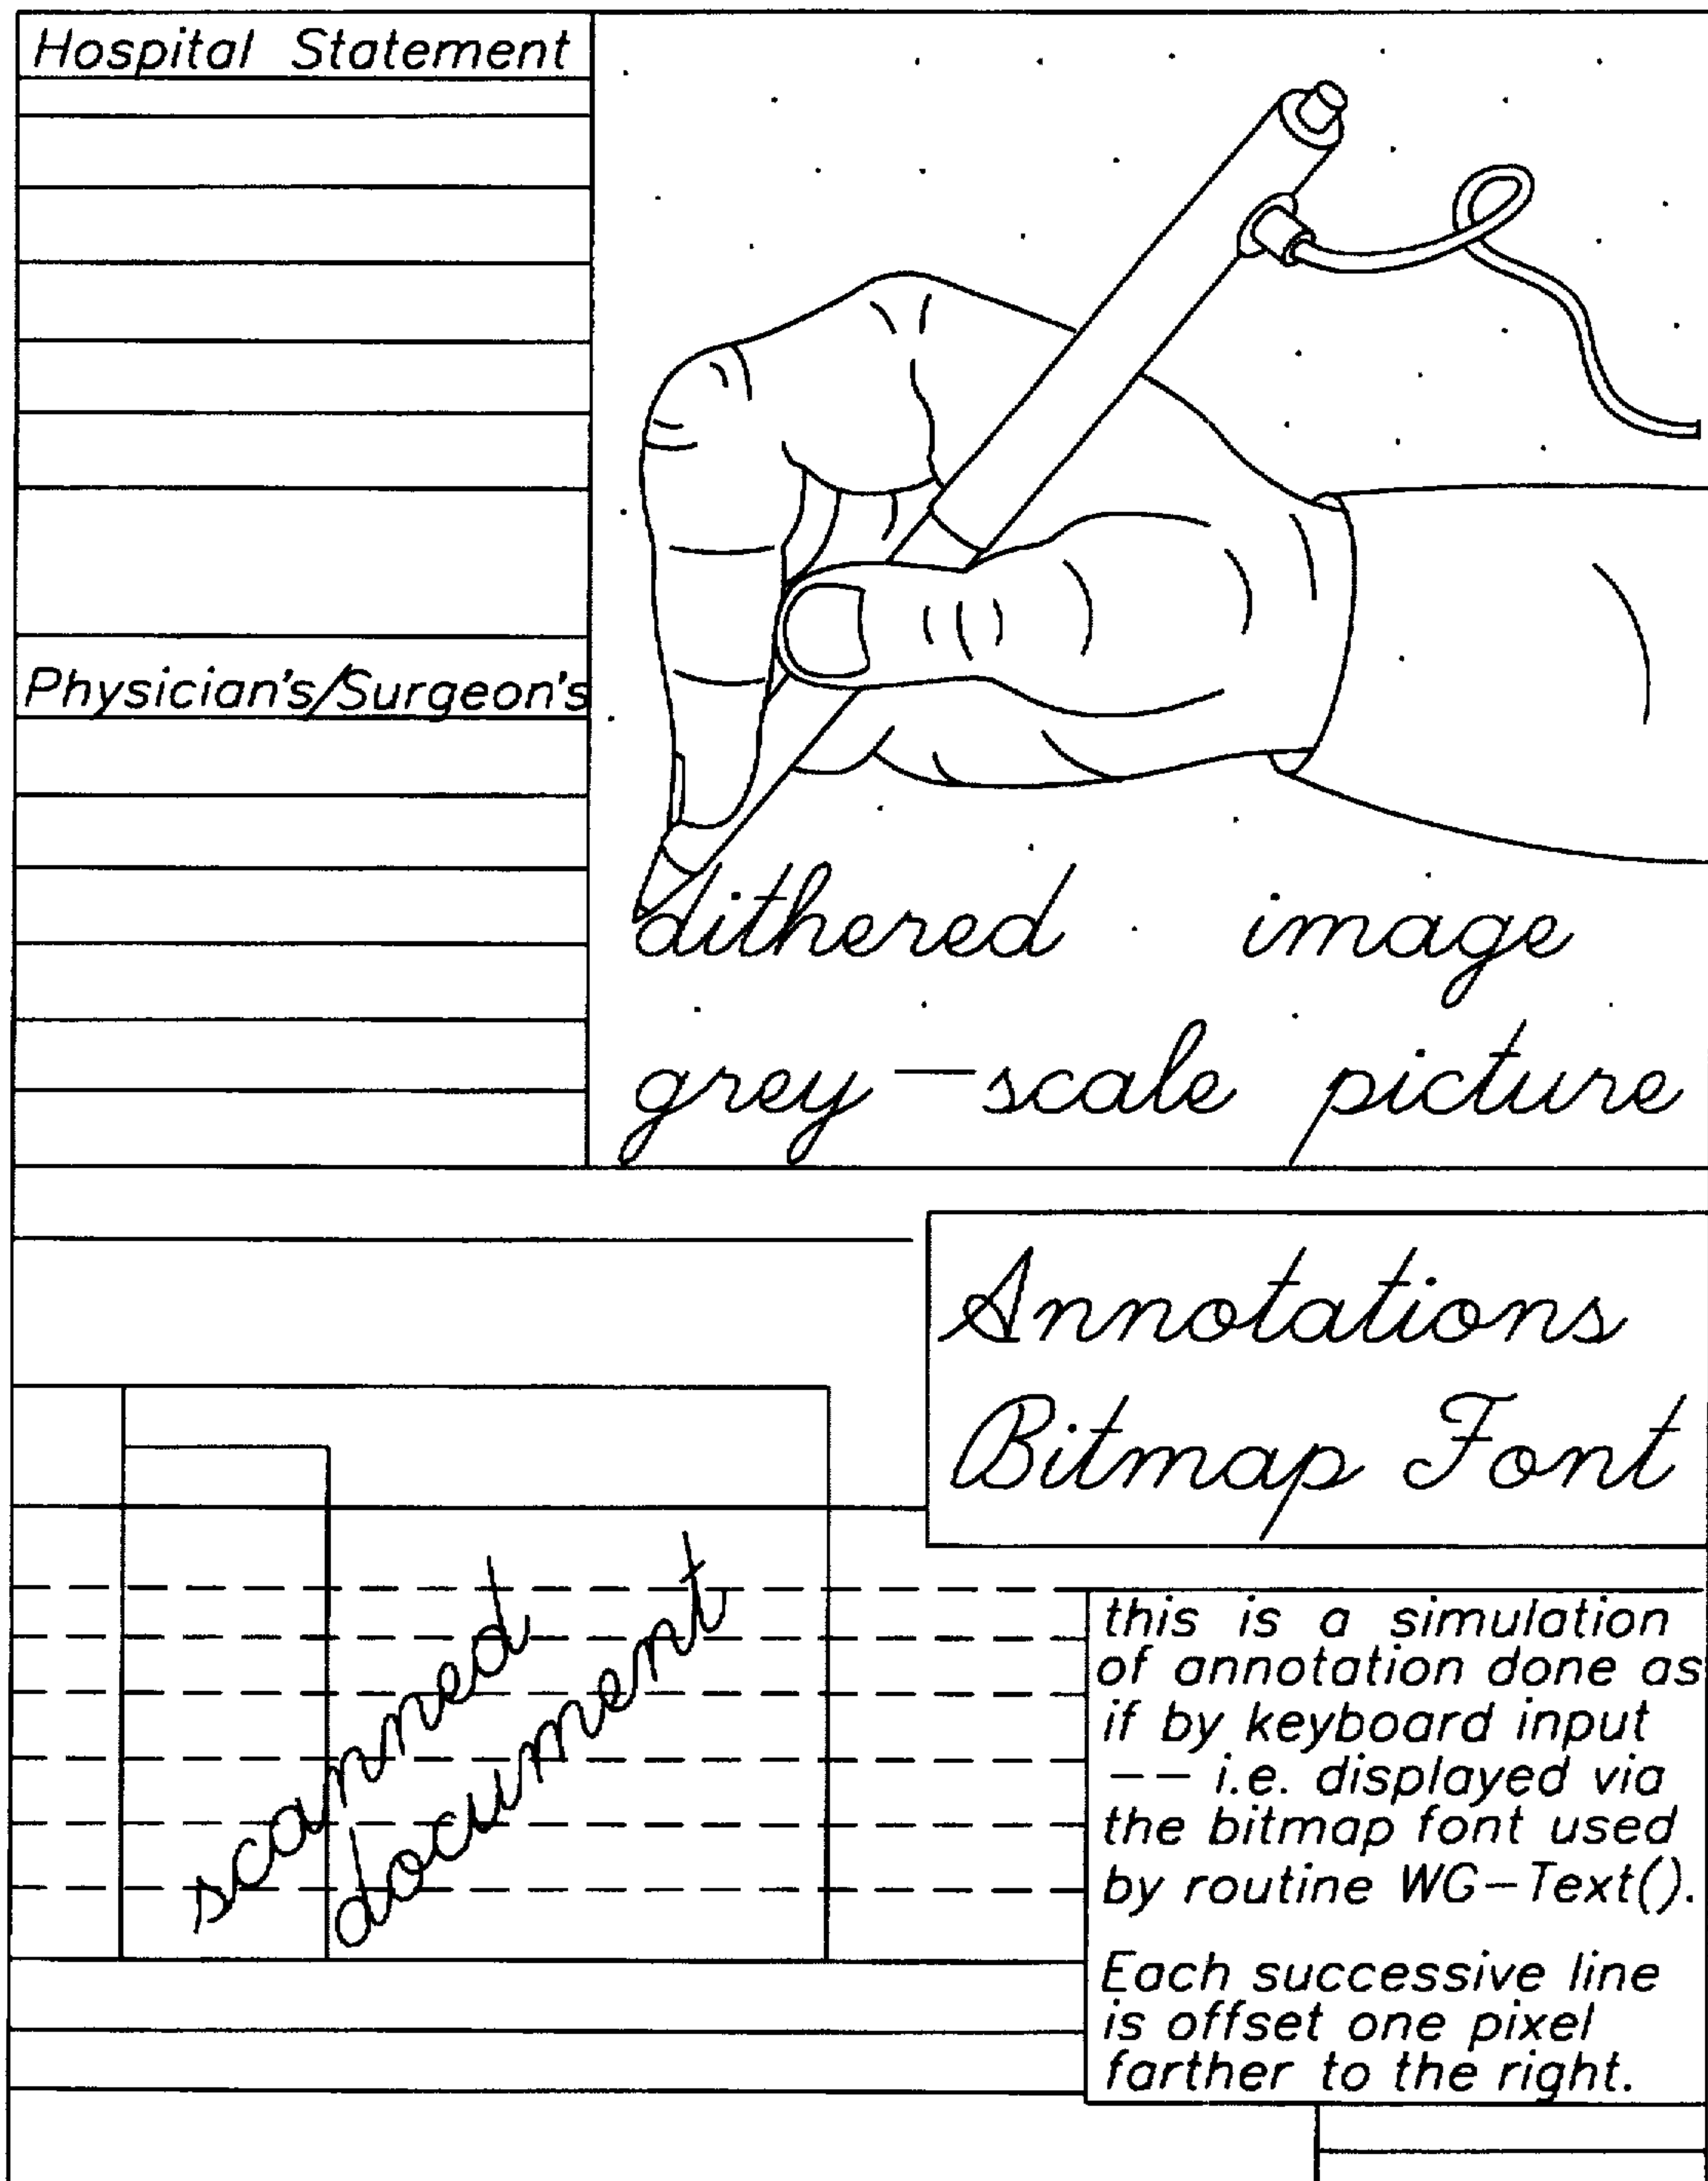 Hospital Statement
Physician's/Surgeon's
dithered image
grey—scale picture
Annotations
Bitmap Font
scanned
document
this is a simulation
of annotation done as
if by keyboard input
—— i.e. displayed via
the bitmap font used
by routine WG—Text().
Each successive line
is offset one pixel
farther to the right.